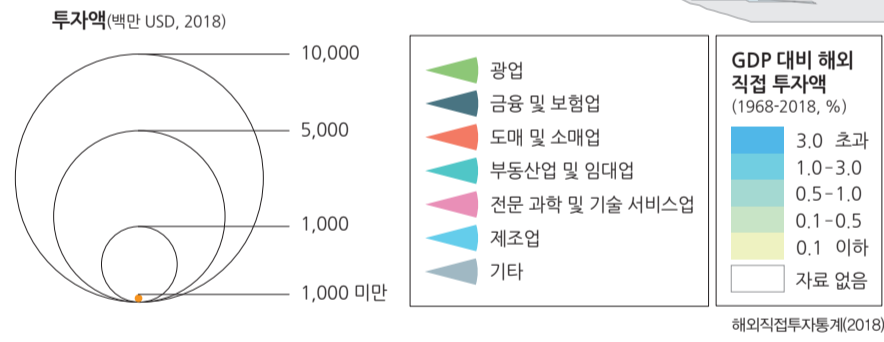 투자액(백만 USD, 2018)
10,000
5,000
1,000
1,000 미만
광업
금융 및 보험업
도매 및 소매업
부동산업 및 임대업
전문 과학 및 기술 서비스업
제조업
기타
GDP 대비 해외
직접 투자액
(1968-2018, %)
3.0 초과
1.0-3.0
0.5-1.0
0.1-0.5
0.1 이하
자료 없음
해외직접투자통계(2018)